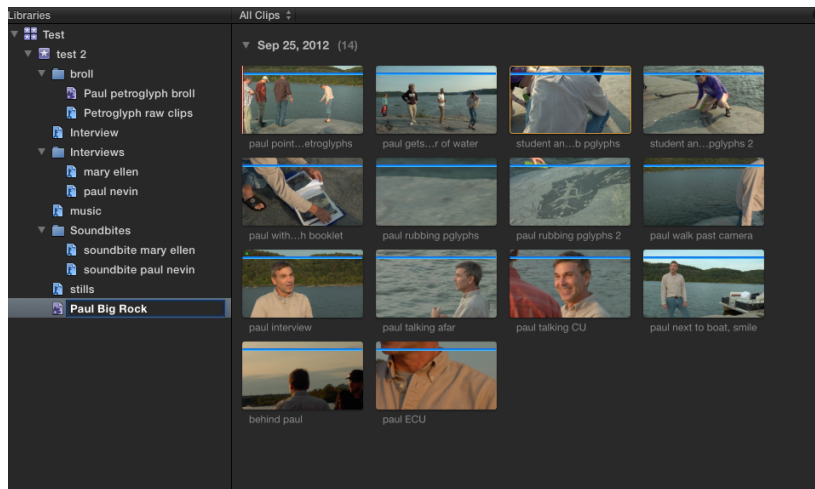 Libraries
All Clips
Test
test 2
broll
Paul petroglyph broll
Petroglyph raw clips
Interview
Interviews
mary ellen
paul nevin
music
Soundbites
soundbite mary ellen
soundbite paul nevin
stills
Paul Big Rock
Sep 25, 2012 (14)
paul point…etroglyphs
paul gets…r of water
student an…b pglyphs
student an…pglyphs 2
paul with…h booklet
paul rubbing pglyphs
paul rubbing pglyphs 2
paul walk past camera
paul interview
paul talking afar
paul talking CU
paul next to boat, smile
behind paul
paul ECU